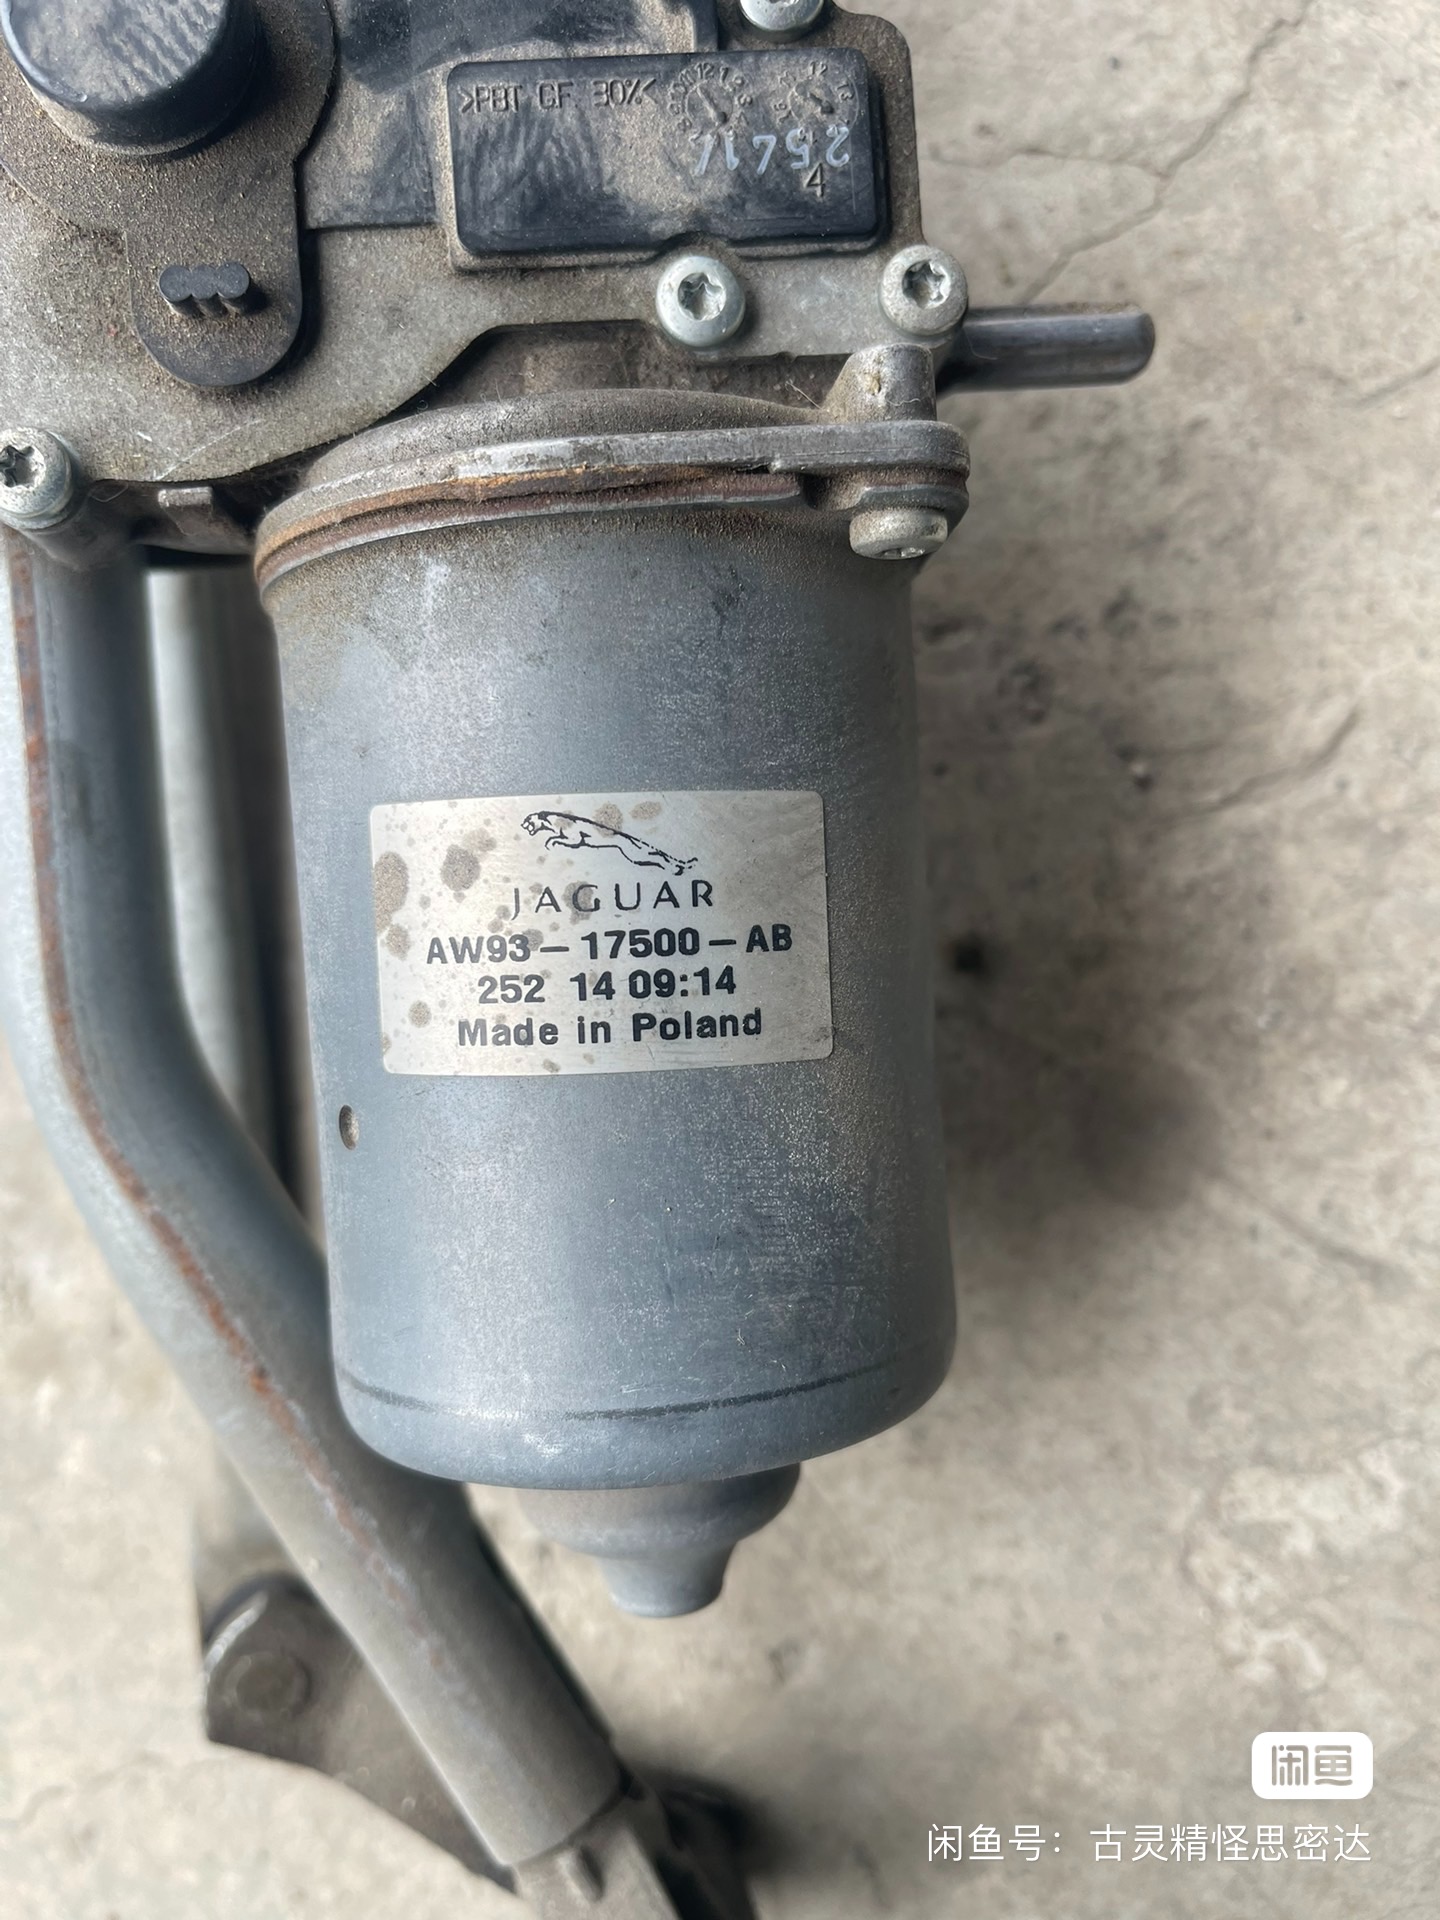 >PBT GF. 30%<
4
JAGUAR
AW93-17500-AB
252 14 09:14
Made in Poland
闲鱼
闲鱼号：古灵精怪思密达